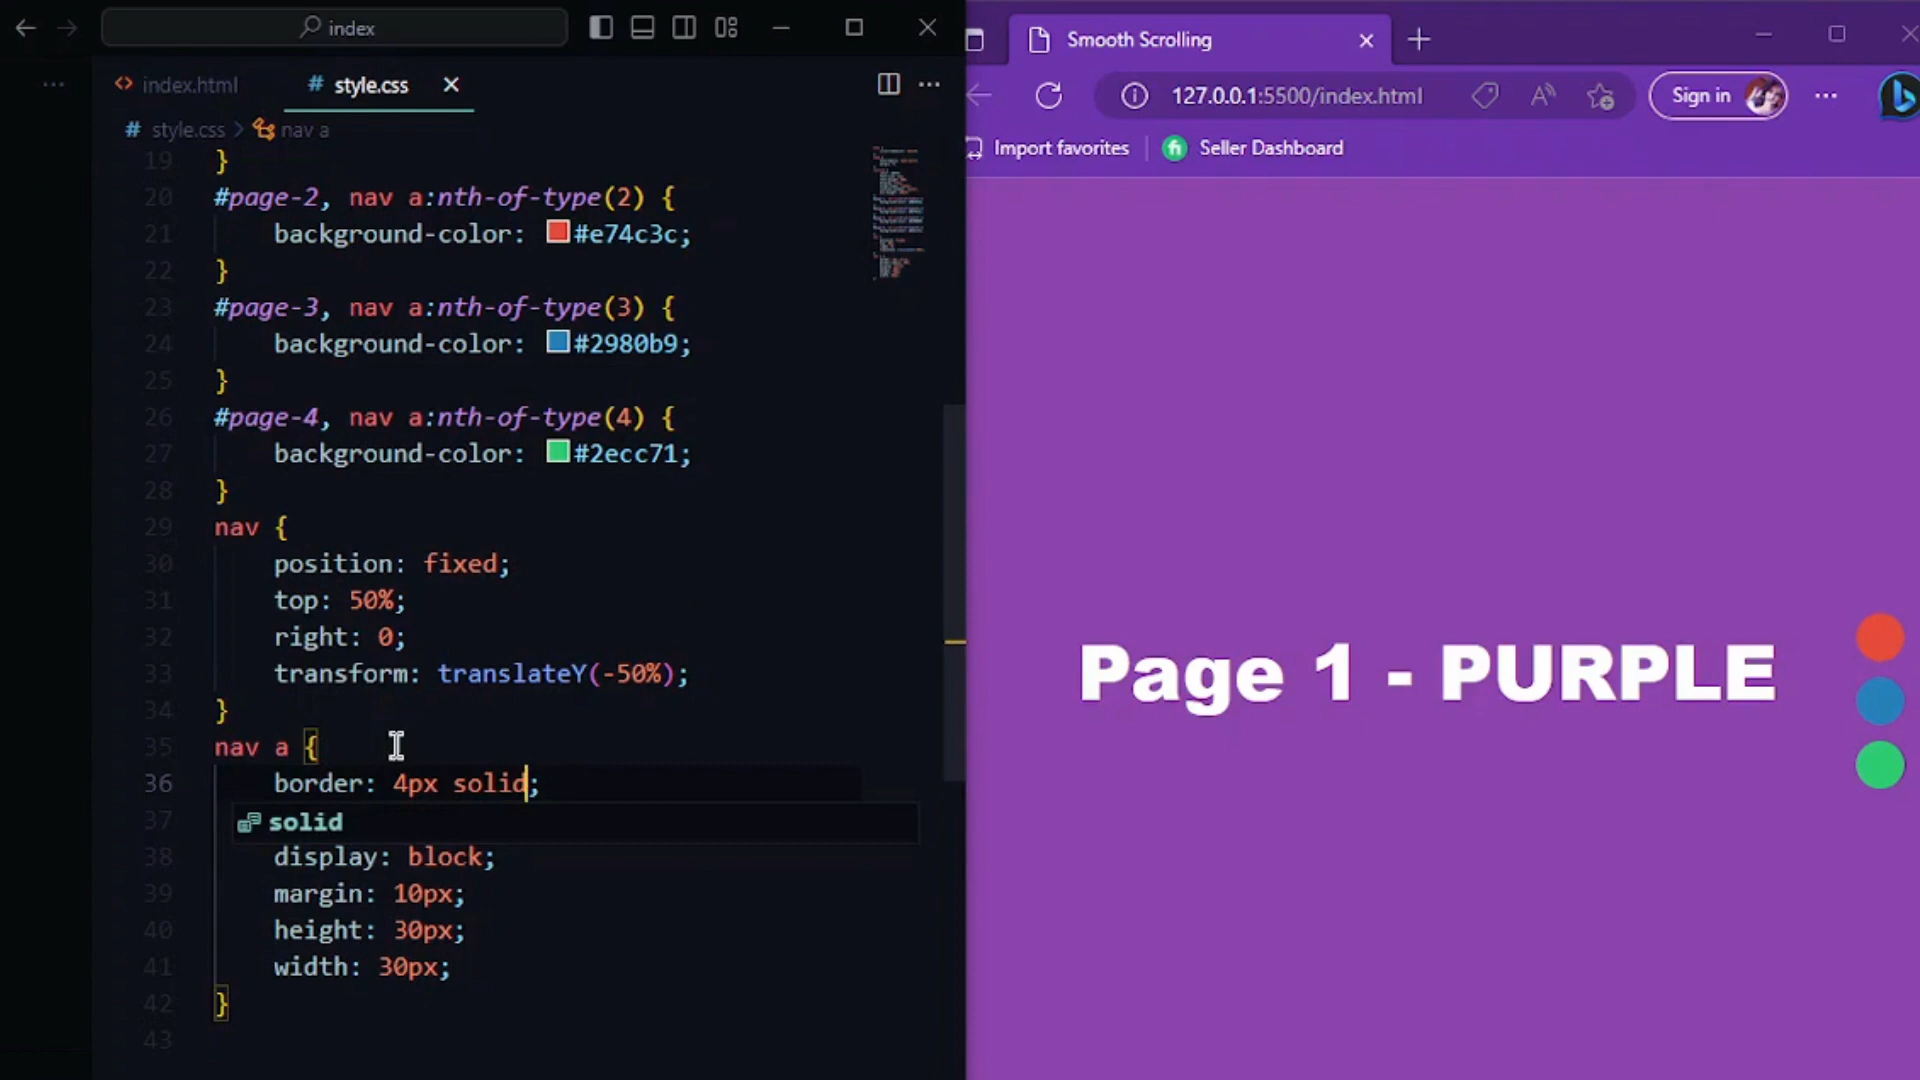 index
index.html
# style.css
# style.css > nav a
19 }
20 #page-2, nav a:nth-of-type(2) {
21 background-color: #e74c3c;
22 }
23 #page-3, nav a:nth-of-type(3) {
24 background-color: #2980b9;
25 }
26 #page-4, nav a:nth-of-type(4) {
27 background-color: #2ecc71;
28 }
29 nav {
30 position: fixed;
31 top: 50%;
32 right: 0;
33 transform: translateY(-50%);
34 }
35 nav a {
36 border: 4px solid;
37
solid
38 display: block;
39 margin: 10px;
40 height: 30px;
41 width: 30px;
42 }
43
Smooth Scrolling
127.0.0.1:5500/index.html
Sign in
Import favorites
fi Seller Dashboard
Page 1 - PURPLE